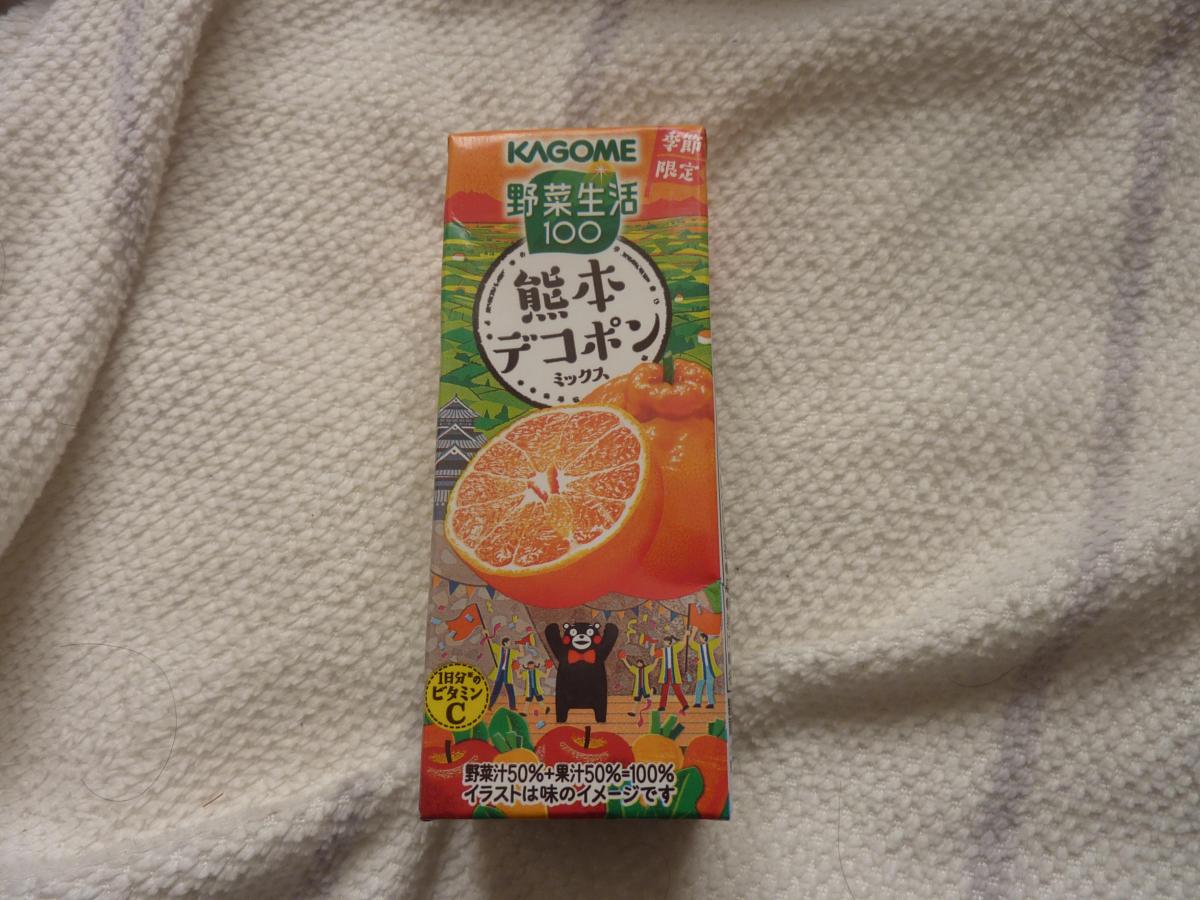 KAGOME
季節
限定
野菜生活
100
熊本
デコポン
ミックス
1日分*の
ビタミン
C
野菜汁50%+果汁50%=100%
イラストは味のイメージです